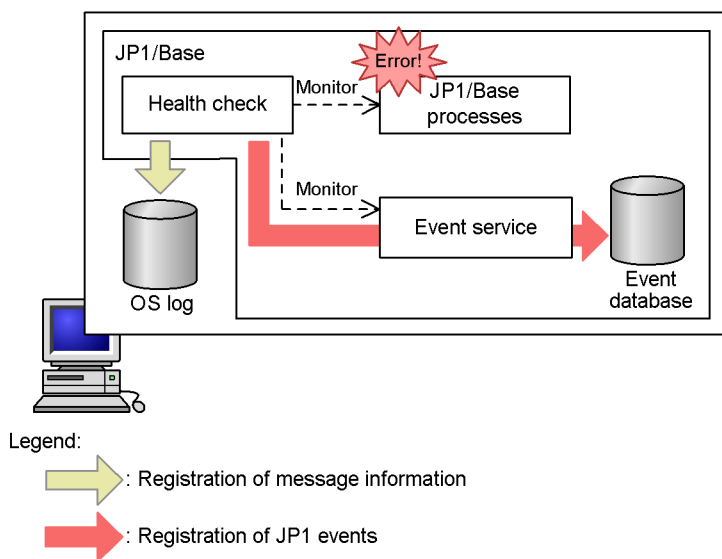 JP1/Base
Error!
Health check
Monitor
JP1/Base
processes
Monitor
Event service
OS log
Event
database
Legend:
: Registration of message information
: Registration of JP1 events